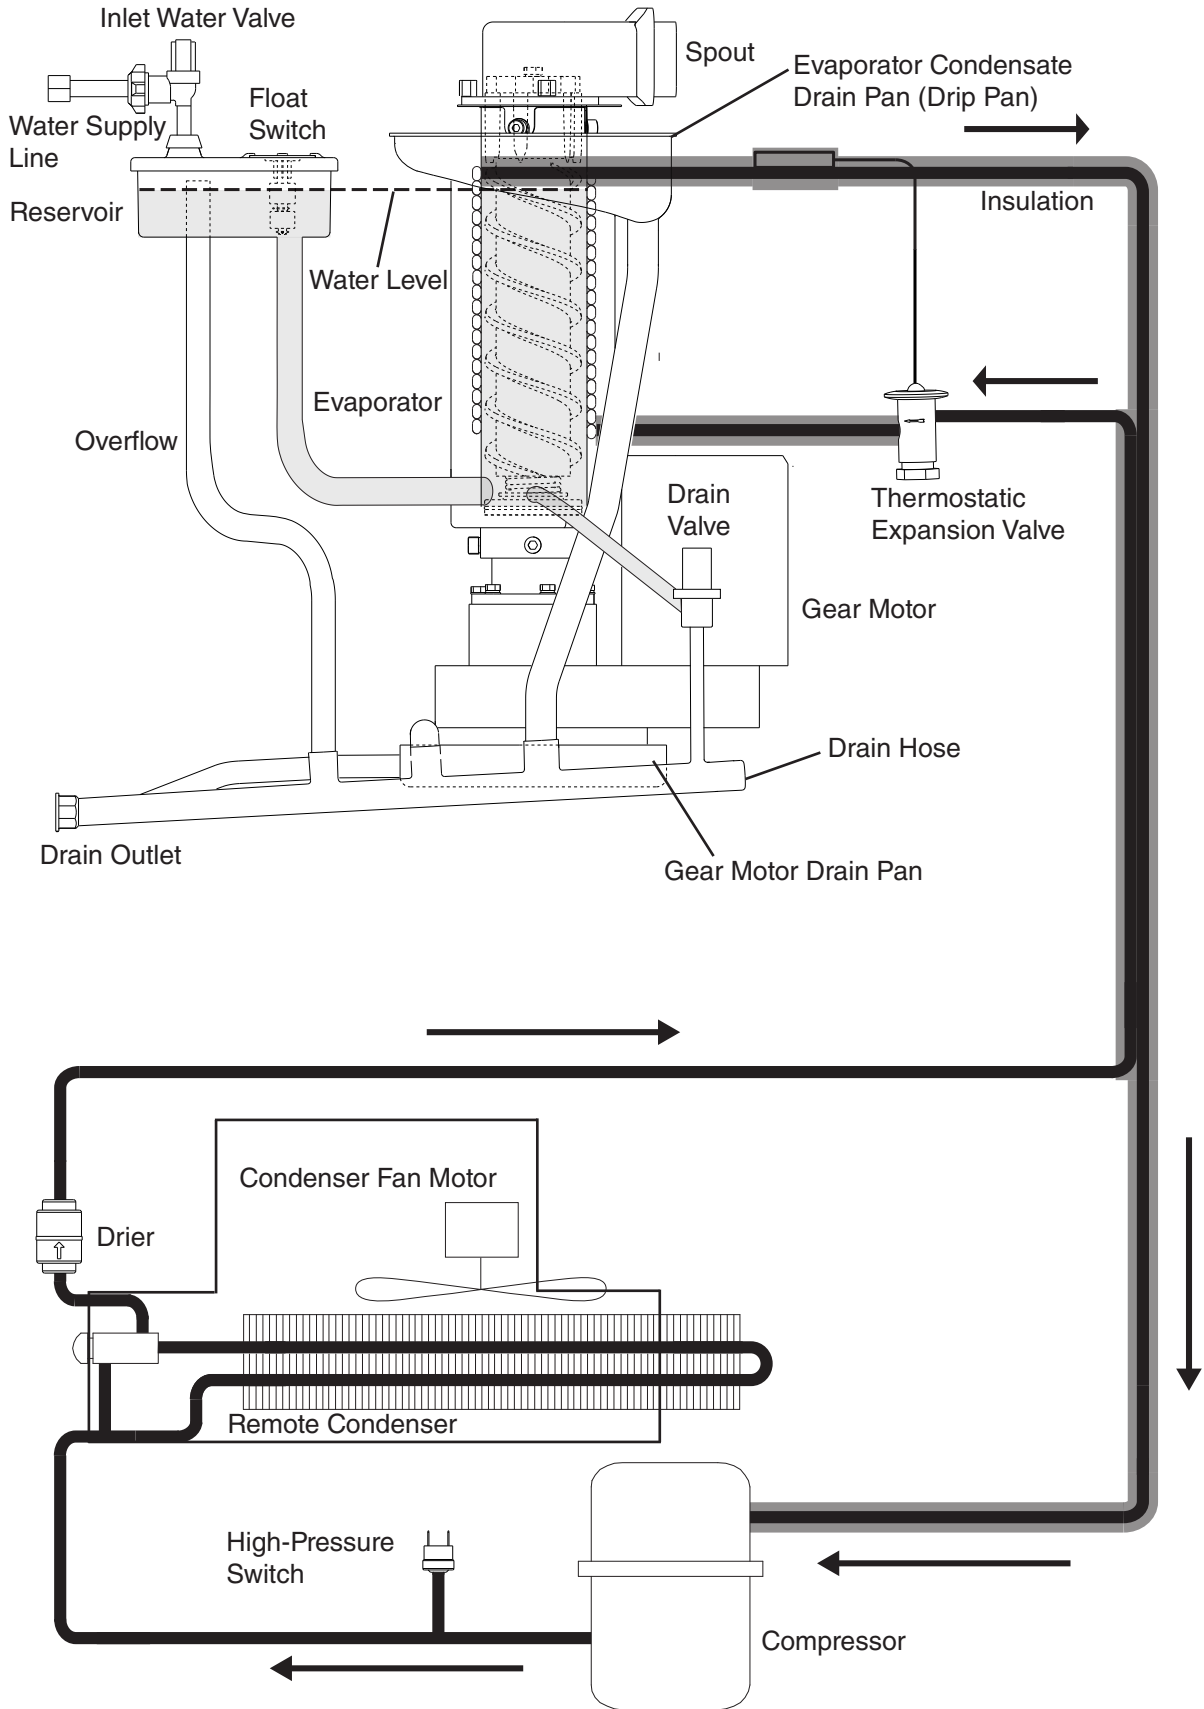 Inlet Water Valve
Spout
Evaporator Condensate
Drain Pan (Drip Pan)
Float
Switch
Water Supply
Line
Reservoir
Insulation
Water Level
Evaporator
Overflow
Drain
Valve
Thermostatic
Expansion Valve
Gear Motor
Drain Hose
Drain Outlet
Gear Motor Drain Pan
Condenser Fan Motor
Drier
Remote Condenser
High-Pressure
Switch
Compressor